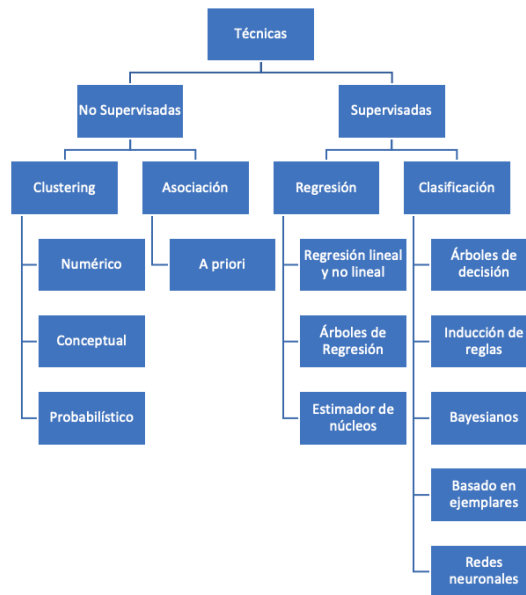 Técnicas
No Supervisadas
Supervisadas
Clustering
Asociación
Regresión
Clasificación
Numérico
A priori
Regresión lineal
y no lineal
Árboles de
decisión
Conceptual
Árboles de
Regresión
Inducción de
reglas
Probabilístico
Estimador de
núcleos
Bayesianos
Basado en
ejemplares
Redes
neuronales